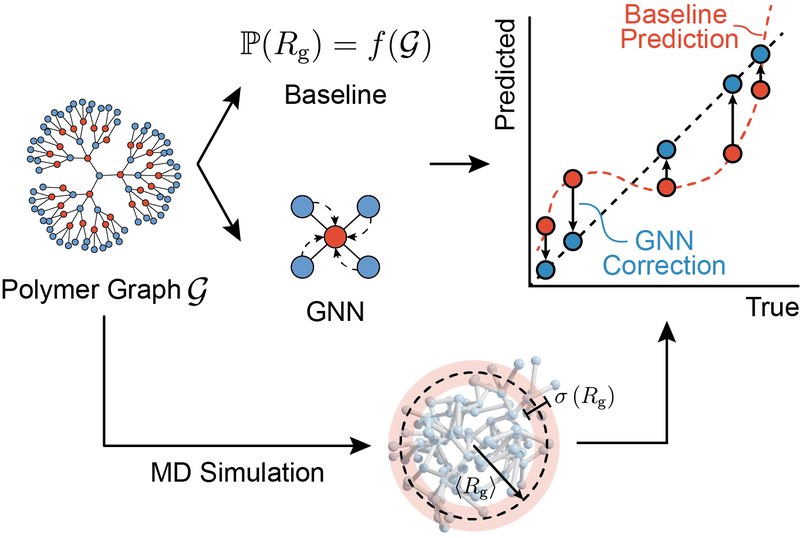 ℙ(R_g) = f(𝒢)
Baseline
Polymer Graph 𝒢
GNN
Baseline
Prediction
Predicted
GNN
Correction
True
MD Simulation
σ (R_g)
⟨R_g⟩